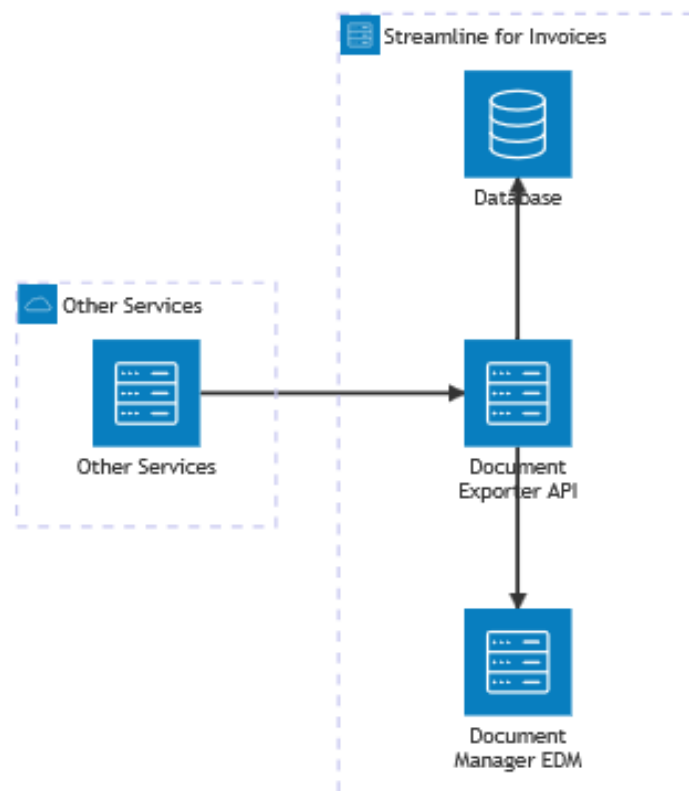 Streamline for Invoices
Database
Other Services
Other Services
Document
Exporter API
Document
Manager EDM